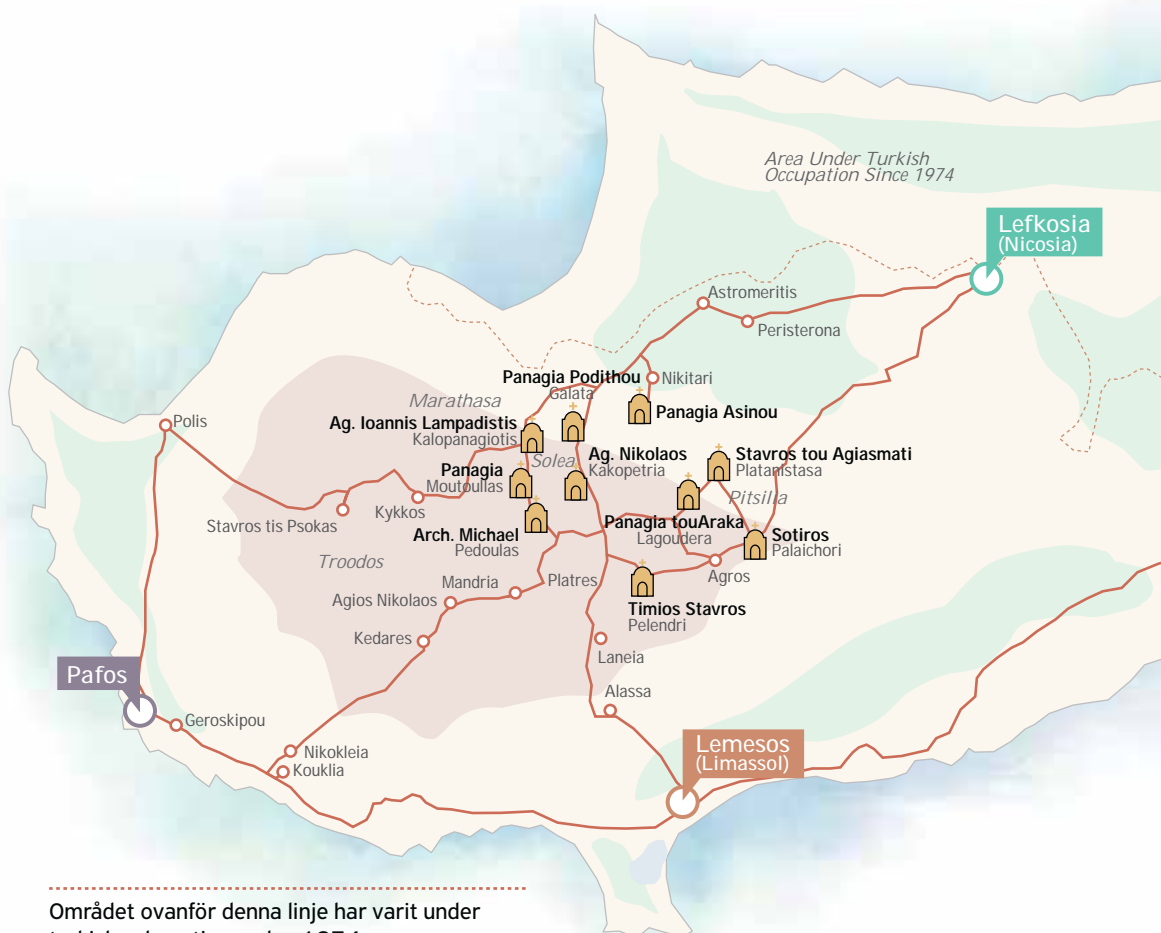 Area Under Turkish
Occupation Since 1974
Lefkosia
(Nicosia)
Astromeritis
Peristerona
Panagia Podithou
Galata
Nikitari
Marathasa
Panagia Asinou
Polis
Ag. Ioannis Lampadistis
Kalopanagiotis
Solea
Ag. Nikolaos
Kakopetria
Stavros tou Agiasmati
Platanistasa
Panagia
Moutoullas
Pitsilia
Kykkos
Stavros tis Psokas
Panagia touAraka
Lagoudera
Arch. Michael
Pedoulas
Sotiros
Palaichori
Troodos
Mandria
Platres
Agros
Agios Nikolaos
Timios Stavros
Pelendri
Kedares
Laneia
Pafos
Alassa
Geroskipou
Lemesos
(Limassol)
Nikokleia
Kouklia
Området ovanför denna linje har varit under